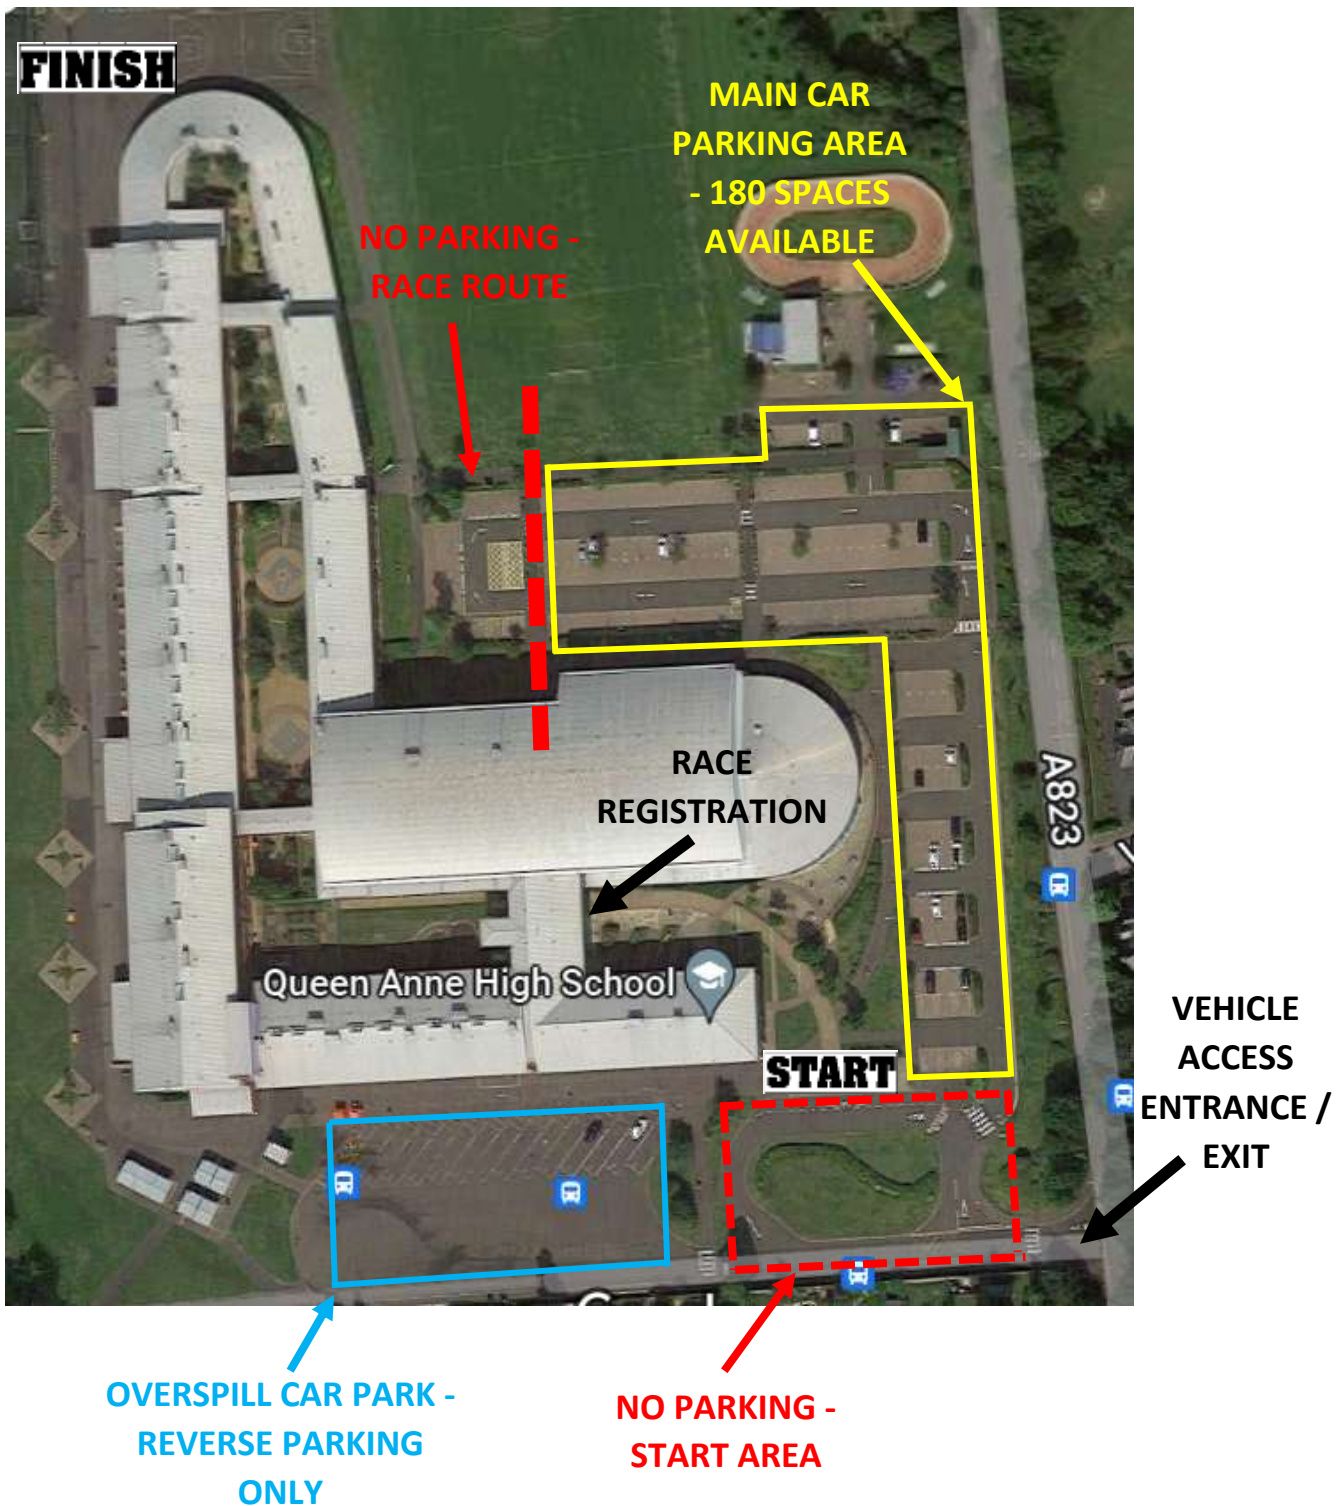 FINISH
MAIN CAR
PARKING AREA
- 180 SPACES
AVAILABLE
NO PARKING -
RACE ROUTE
RACE
REGISTRATION
A823
Queen Anne High School
VEHICLE
ACCESS
ENTRANCE /
EXIT
START
OVERSPILL CAR PARK -
REVERSE PARKING
ONLY
NO PARKING -
START AREA